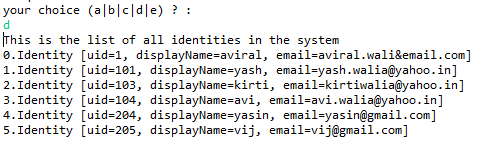 your choice (a|b|c|d|e) ? :
d
This is the list of all identities in the system
0.Identity [uid=1, displayName=aviral, email=aviral.wali&email.com]
1.Identity [uid=101, displayName=yash, email=yash.walia@yahoo.in]
2.Identity [uid=103, displayName=kirti, email=kirtiwalia@yahoo.in]
3.Identity [uid=104, displayName=avi, email=avi.walia@yahoo.in]
4.Identity [uid=204, displayName=yasin, email=yasin@gmail.com]
5.Identity [uid=205, displayName=vij, email=vij@gmail.com]